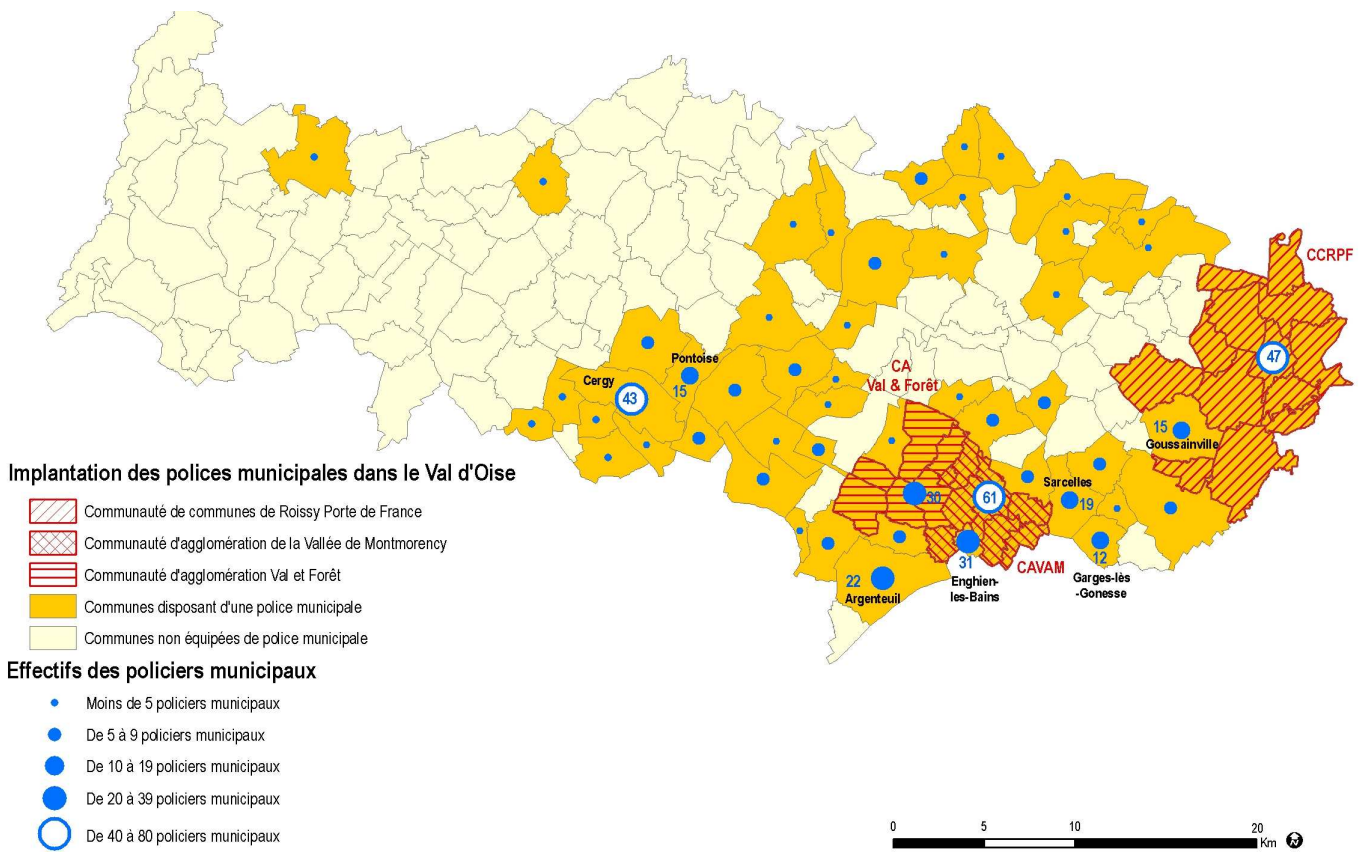 CCRPF
47
Pontoise
15
Cergy
43
CA
Val & Forêt
15
Goussainville
Sarcelles
19
61
31
Enghien-
les-Bains
CAVAM
12
Garges-lès
-Gonesse
22
Argenteuil
Implantation des polices municipales dans le Val d'Oise
Communauté de communes de Roissy Porte de France
Communauté d'agglomération de la Vallée de Montmorency
Communauté d'agglomération Val et Forêt
Communes disposant d'une police municipale
Communes non équipées de police municipale
Effectifs des policiers municipaux
Moins de 5 policiers municipaux
De 5 à 9 policiers municipaux
De 10 à 19 policiers municipaux
De 20 à 39 policiers municipaux
De 40 à 80 policiers municipaux
0 5 10 20
Km
N